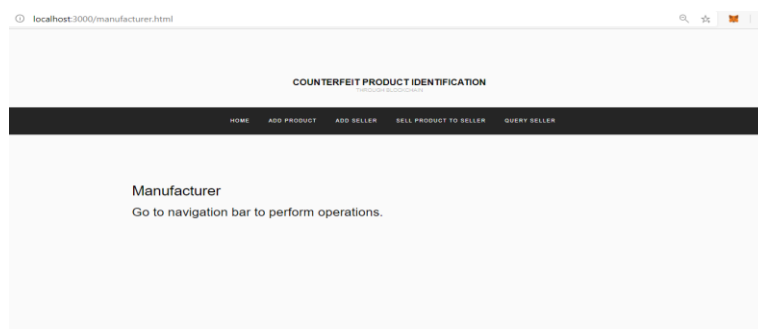 localhost:3000/manufacturer.html
COUNTERFEIT PRODUCT IDENTIFICATION
THROUGH BLOCKCHAIN
HOME ADD PRODUCT ADD SELLER SELL PRODUCT TO SELLER QUERY SELLER
Manufacturer
Go to navigation bar to perform operations.